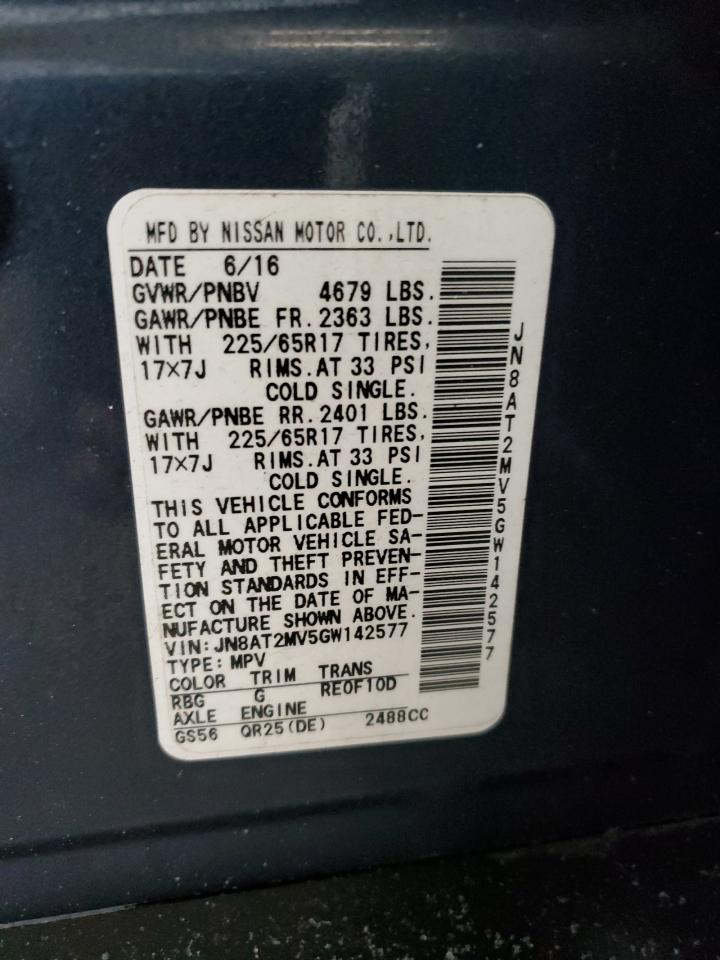 MFD BY NISSAN MOTOR CO.,LTD.
DATE 6/16
GVWR/PNBV 4679 LBS.
GAWR/PNBE FR. 2363 LBS.
WITH 225/65R17 TIRES,
17×7J RIMS.AT 33 PSI
COLD SINGLE.
GAWR/PNBE RR. 2401 LBS.
WITH 225/65R17 TIRES,
17×7J RIMS.AT 33 PSI
COLD SINGLE.
THIS VEHICLE CONFORMS
TO ALL APPLICABLE FED-
ERAL MOTOR VEHICLE SA-
FETY AND THEFT PREVEN-
TION STANDARDS IN EFF-
ECT ON THE DATE OF MA-
NUFACTURE SHOWN ABOVE.
VIN: JN8AT2MV5GW142577
TYPE: MPV
COLOR TRIM TRANS
RBG G RE0F10D
AXLE ENGINE
GS56 QR25(DE) 2488CC
JN8AT2MV5GW142577